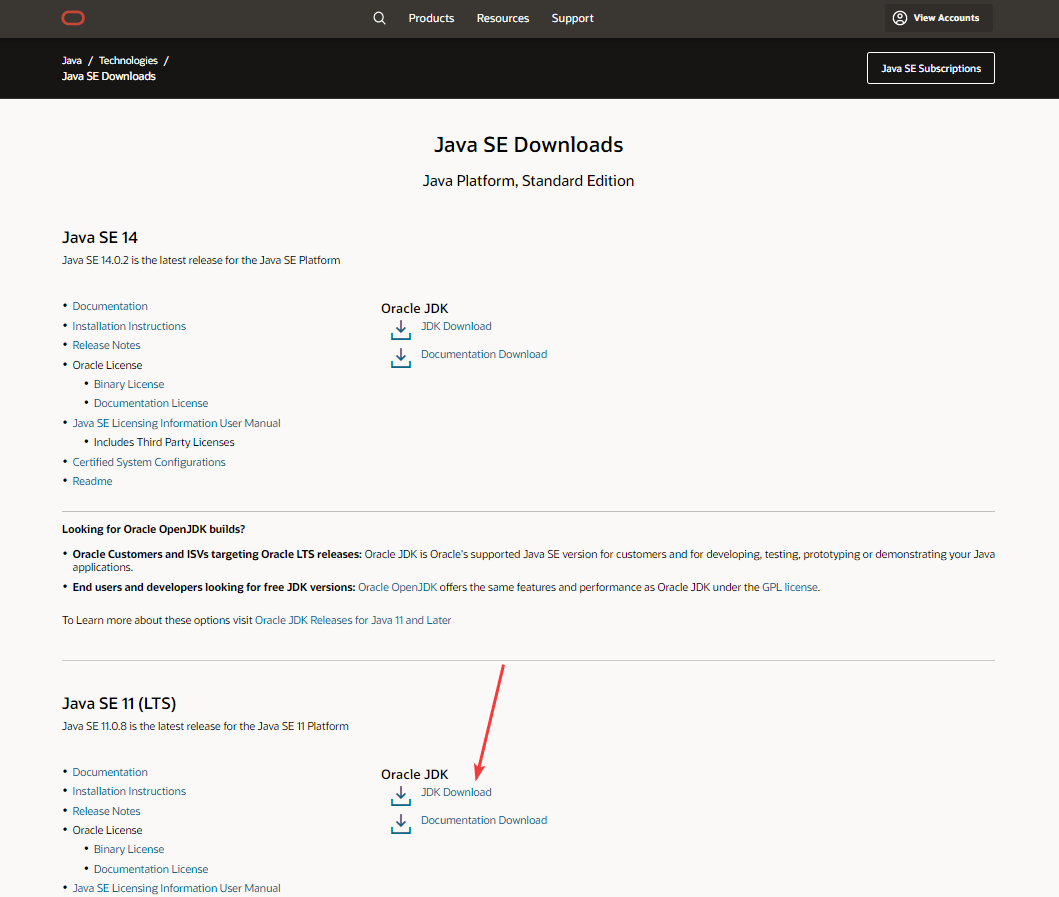 Products Resources Support View Accounts
Java / Technologies /
Java SE Downloads
Java SE Subscriptions
Java SE Downloads
Java Platform, Standard Edition
Java SE 14
Java SE 14.0.2 is the latest release for the Java SE Platform
• Documentation
• Installation Instructions
• Release Notes
• Oracle License
• Binary License
• Documentation License
• Java SE Licensing Information User Manual
• Includes Third Party Licenses
• Certified System Configurations
• Readme
Oracle JDK
JDK Download
Documentation Download
Looking for Oracle OpenJDK builds?
• Oracle Customers and ISVs targeting Oracle LTS releases: Oracle JDK is Oracle's supported Java SE version for customers and for developing, testing, prototyping or demonstrating your Java
applications.
• End users and developers looking for free JDK versions: Oracle OpenJDK offers the same features and performance as Oracle JDK under the GPL license.
To Learn more about these options visit Oracle JDK Releases for Java 11 and Later
Java SE 11 (LTS)
Java SE 11.0.8 is the latest release for the Java SE 11 Platform
• Documentation
• Installation Instructions
• Release Notes
• Oracle License
• Binary License
• Documentation License
• Java SE Licensing Information User Manual
Oracle JDK
JDK Download
Documentation Download